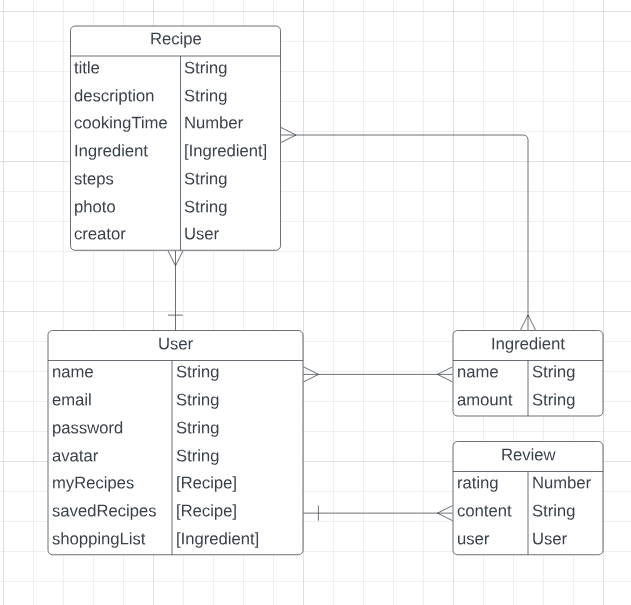 Recipe
title String
description String
cookingTime Number
Ingredient [Ingredient]
steps String
photo String
creator User
User
name String
email String
password String
avatar String
myRecipes [Recipe]
savedRecipes [Recipe]
shoppingList [Ingredient]
Ingredient
name String
amount String
Review
rating Number
content String
user User